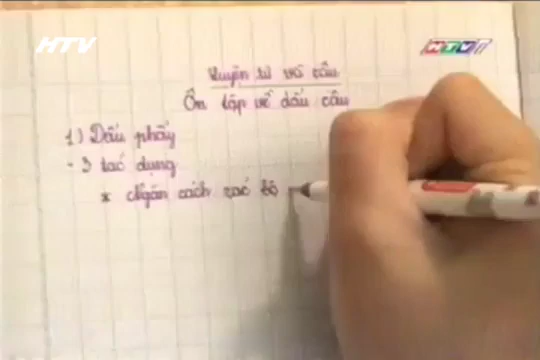 HTV
HTV7
Luyện từ và câu
Ôn tập về dấu câu
1) Dấu phẩy
- 3 tác dụng
* Ngăn cách các bộ